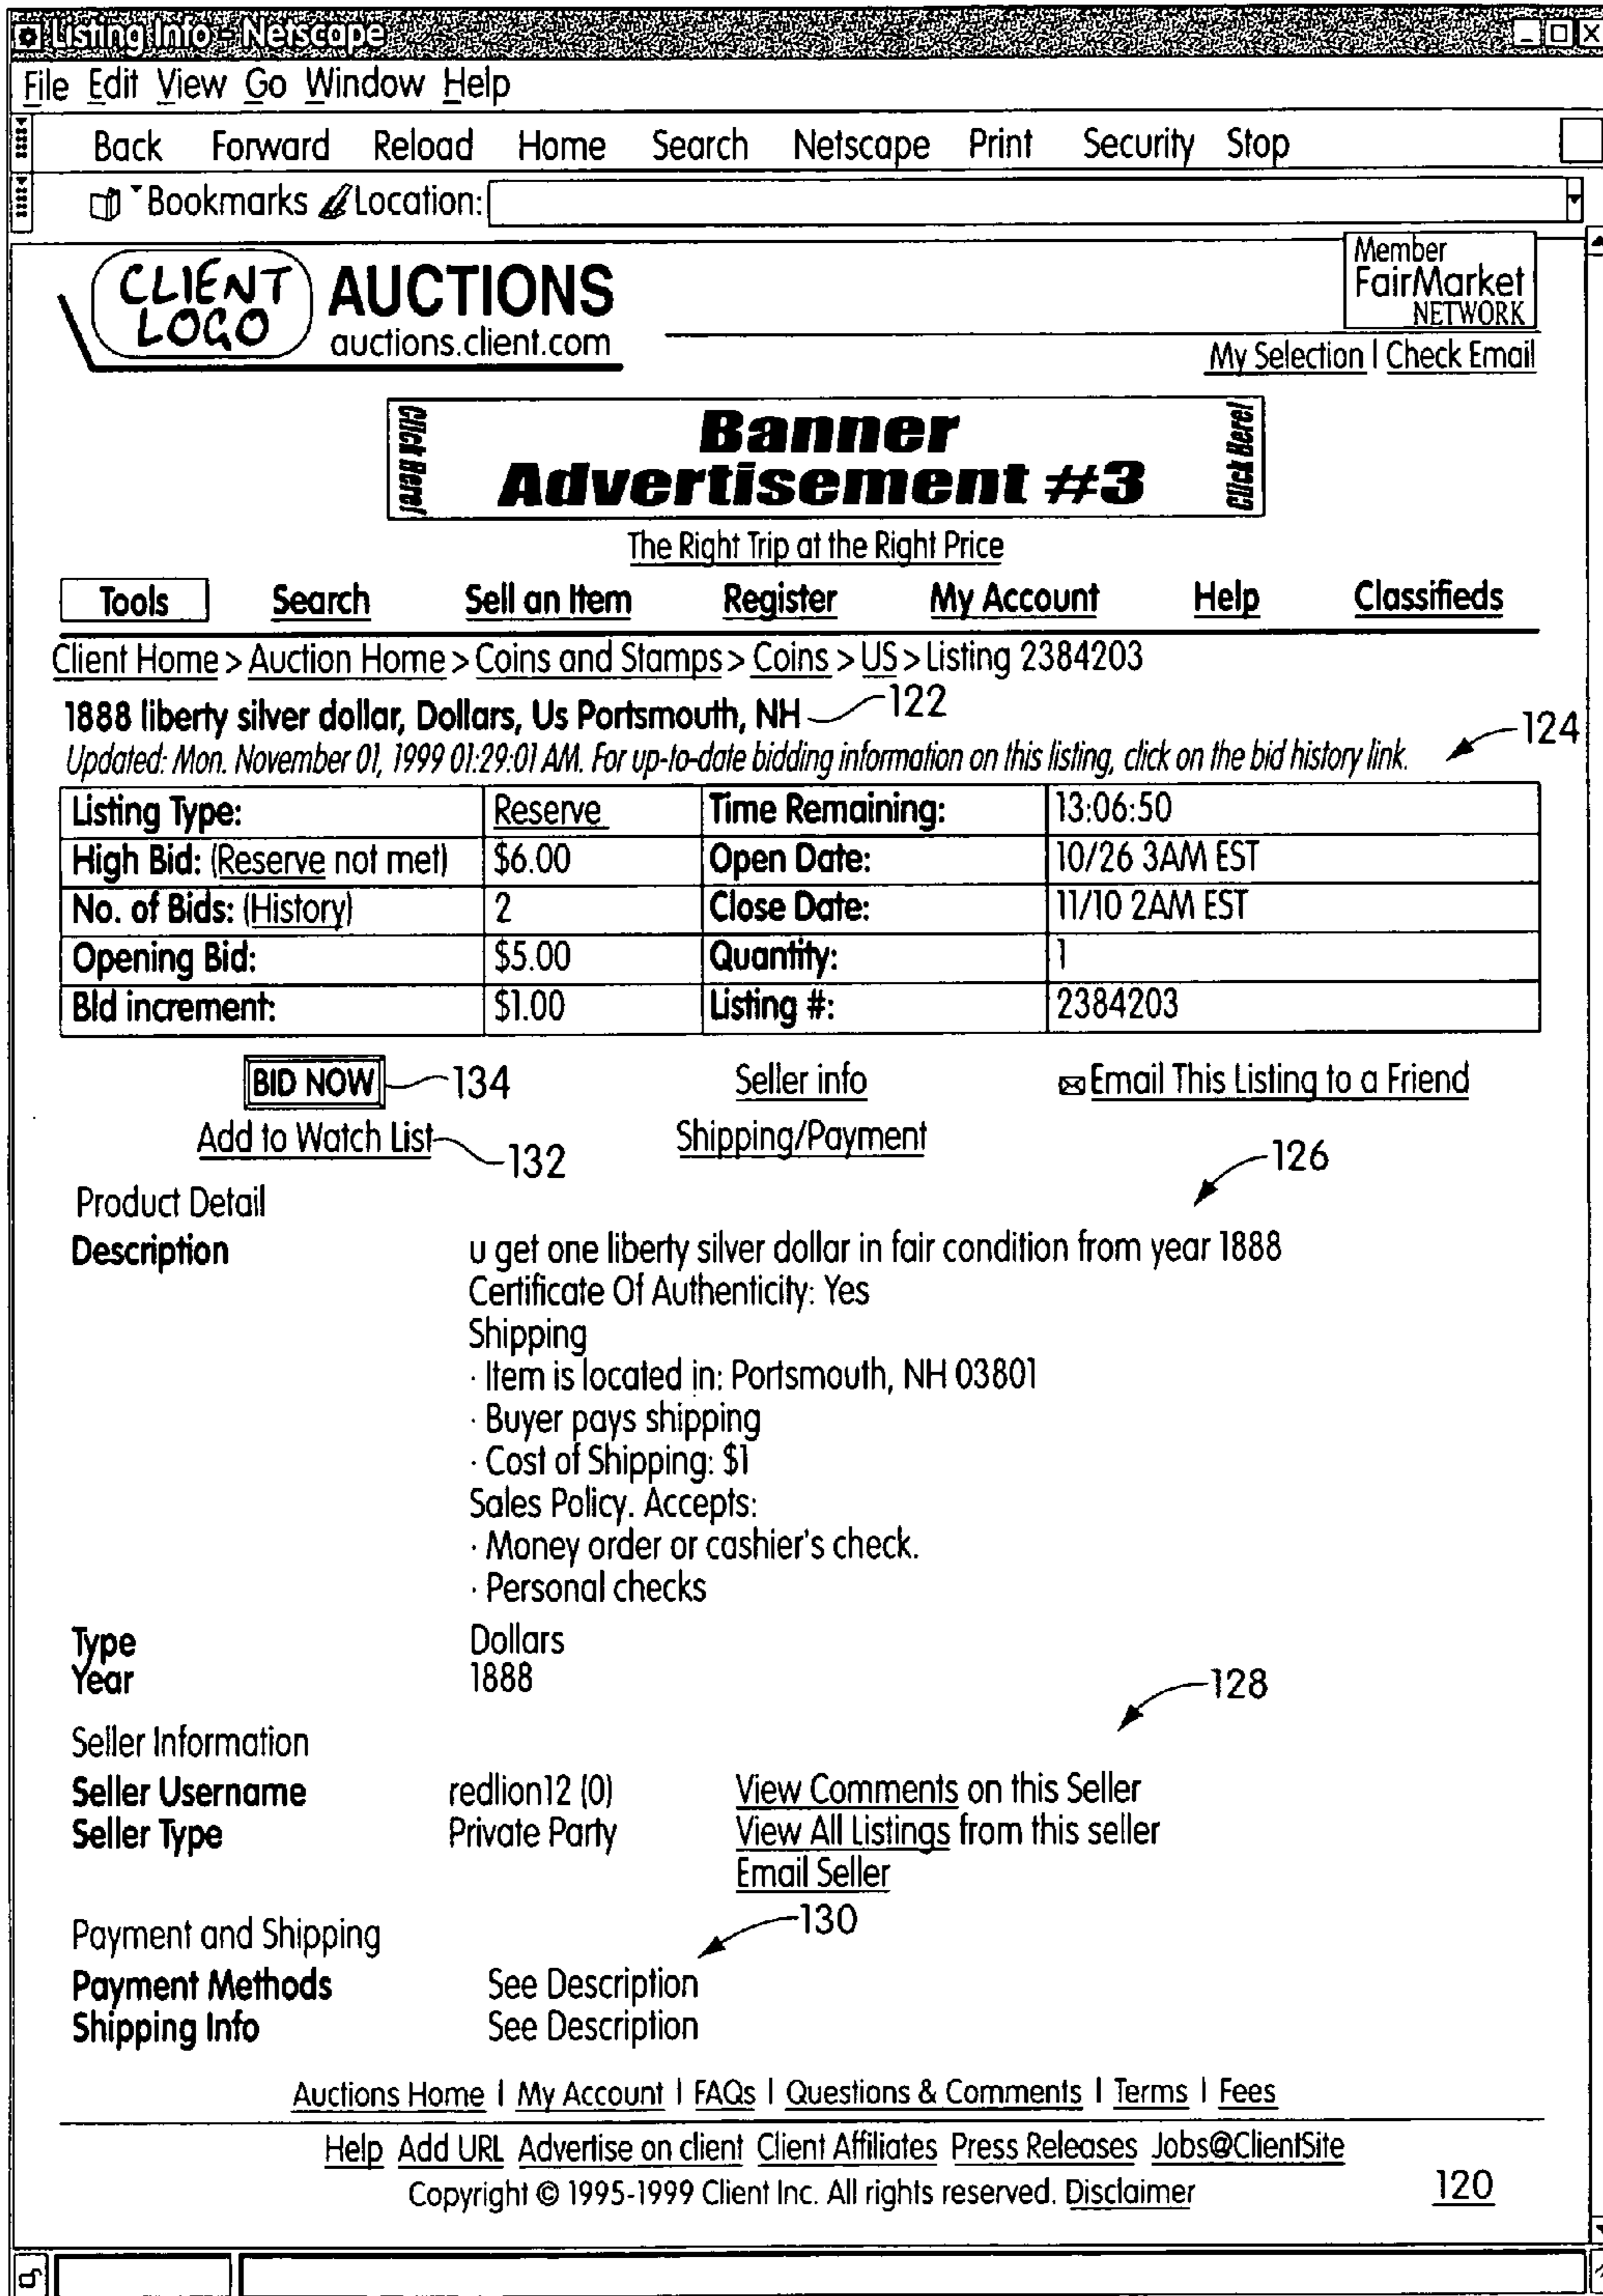 Listing Info - Netscape
File Edit View Go Window Help
Back Forward Reload Home Search Netscape Print Security Stop
Bookmarks Location:
CLIENT LOGO
AUCTIONS
auctions.client.com
Member
FairMarket
NETWORK
My Selection | Check Email
Click Here!
Banner
Advertisement #3
Click Here!
The Right Trip at the Right Price
Tools Search Sell an Item Register My Account Help Classifieds
Client Home > Auction Home > Coins and Stamps > Coins > US > Listing 2384203
1888 liberty silver dollar, Dollars, Us Portsmouth, NH 122
124
Updated: Mon. November 01, 1999 01:29:01 AM. For up-to-date bidding information on this listing, click on the bid history link.
Listing Type: Reserve Time Remaining: 13:06:50
High Bid: (Reserve not met) $6.00 Open Date: 10/26 3AM EST
No. of Bids: (History) 2 Close Date: 11/10 2AM EST
Opening Bid: $5.00 Quantity: 1
Bld increment: $1.00 Listing #: 2384203
BID NOW 134 Seller info Email This Listing to a Friend
Add to Watch List 132 Shipping/Payment 126
Product Detail
Description u get one liberty silver dollar in fair condition from year 1888
Certificate Of Authenticity: Yes
Shipping
· Item is located in: Portsmouth, NH 03801
· Buyer pays shipping
· Cost of Shipping: $1
Sales Policy. Accepts:
· Money order or cashier's check.
· Personal checks
Type Dollars
Year 1888
128
Seller Information
Seller Username redlion12 (0) View Comments on this Seller
Seller Type Private Party View All Listings from this seller
Email Seller
130
Payment and Shipping
Payment Methods See Description
Shipping Info See Description
Auctions Home | My Account | FAQs | Questions & Comments | Terms | Fees
Help Add URL Advertise on client Client Affiliates Press Releases Jobs@ClientSite
Copyright © 1995-1999 Client Inc. All rights reserved. Disclaimer 120